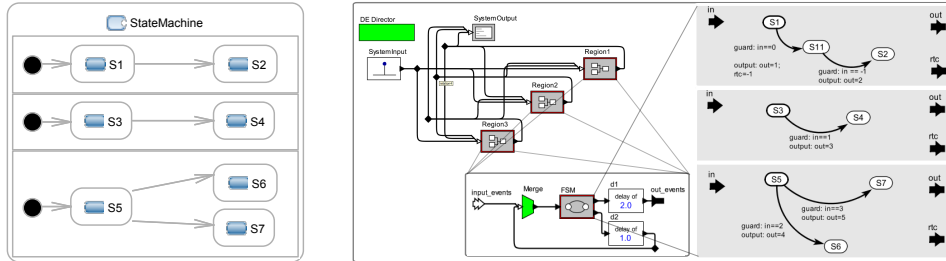 StateMachine
S1
S2
S3
S4
S5
S6
S7
DE Director
SystemOutput
SystemInput
Region1
Region2
Region3
input_events
Merge
FSM
d1
delay of
2.0
out_events
d2
delay of
1.0
in
out
rtc
S1
S11
S2
guard: in==0
output: out=1;
rtc=-1
guard: in == -1
output: out=2
in
out
rtc
S3
S4
guard: in==1
output: out=3
in
out
rtc
S5
S7
S6
guard: in==3
output: out=5
guard: in==2
output: out=4